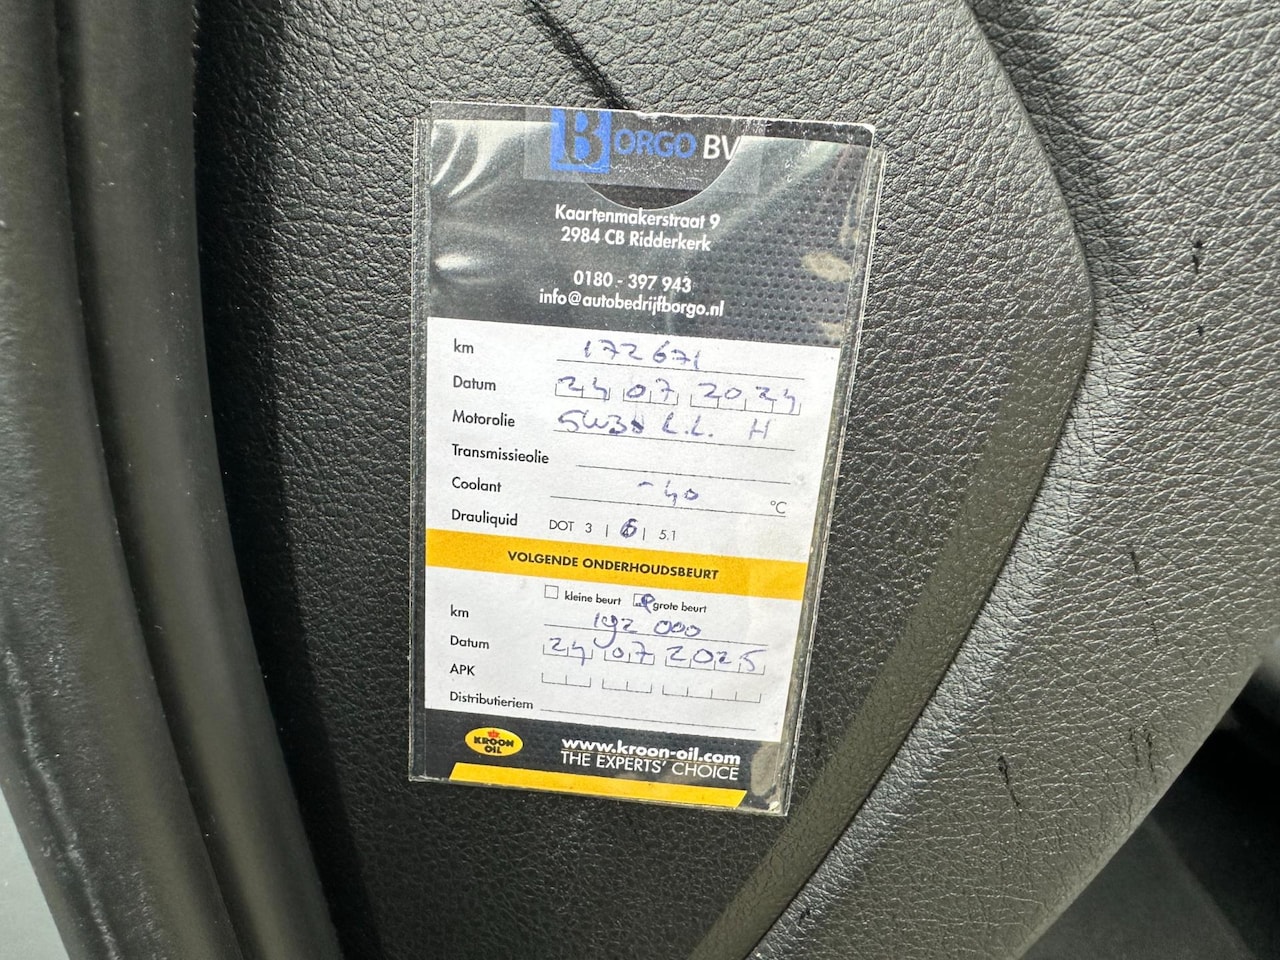 BORGO BV
Kaartenmakerstraat 9
2984 CB Ridderkerk
0180 - 397 943
info@autobedrijfborgo.nl
km 172671
Datum 24 07 2024
Motorolie 5W30 L.L. H
Transmissieolie
Coolant -40 °C
Drauliquid DOT 3 | | 5.1
VOLGENDE ONDERHOUDSBEURT
kleine beurt grote beurt
km 192 000
Datum 24 07 2025
APK
Distributieriem
KROON OIL
www.kroon-oil.com
THE EXPERTS' CHOICE